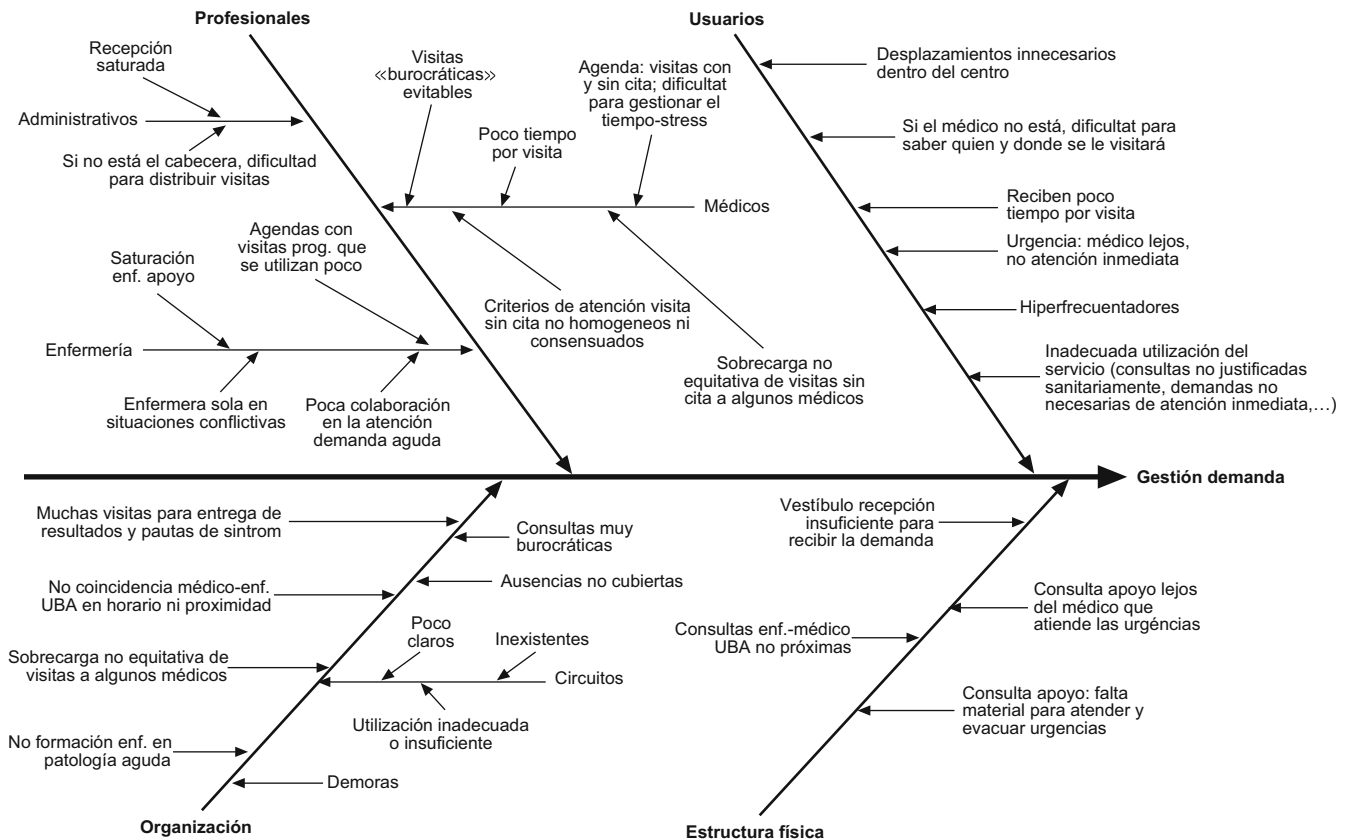 Profesionales
Recepción
saturada
Administrativos
Si no está el cabecera, dificultad
para distribuir visitas
Visitas
«burocráticas»
evitables
Poco tiempo
por visita
Agenda: visitas con
y sin cita; dificultat
para gestionar el
tiempo-stress
Médicos
Criterios de atención visita
sin cita no homogeneos ni
consensuados
Sobrecarga no
equitativa de visitas sin
cita a algunos médicos
Saturación
enf. apoyo
Agendas con
visitas prog. que
se utilizan poco
Enfermería
Enfermera sola en
situaciones conflictivas
Poca colaboración
en la atención
demanda aguda
Usuarios
Desplazamientos innecesarios
dentro del centro
Si el médico no está, dificultat para
saber quien y donde se le visitará
Reciben poco
tiempo por visita
Urgencia: médico lejos,
no atención inmediata
Hiperfrecuentadores
Inadecuada utilización del
servicio (consultas no justificadas
sanitariamente, demandas no
necesarias de atención inmediata,…)
Gestión demanda
Muchas visitas para entrega de
resultados y pautas de sintrom
Consultas muy
burocráticas
Ausencias no cubiertas
No coincidencia médico-enf.
UBA en horario ni proximidad
Poco
claros
Inexistentes
Circuitos
Utilización inadecuada
o insuficiente
Sobrecarga no equitativa de
visitas a algunos médicos
No formación enf. en
patología aguda
Demoras
Organización
Vestíbulo recepción
insuficiente para
recibir la demanda
Consulta apoyo lejos
del médico que
atiende las urgéncias
Consultas enf.-médico
UBA no próximas
Consulta apoyo: falta
material para atender y
evacuar urgencias
Estructura física